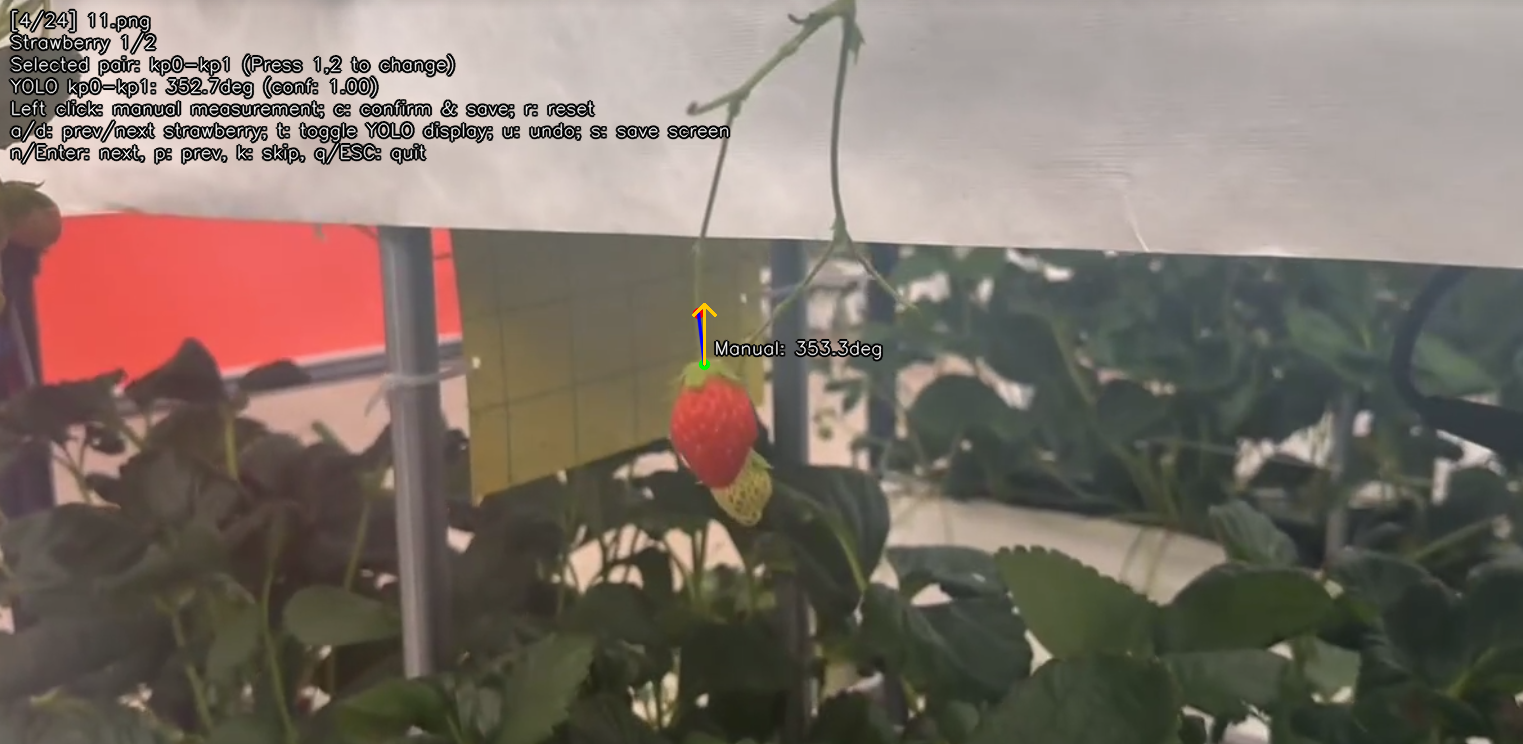 [4/24] 11.png
Strawberry 1/2
Selected pair: kp0-kp1 (Press 1,2 to change)
YOLO kp0-kp1: 352.7deg (conf: 1.00)
Left click: manual measurement; c: confirm & save; r: reset
a/d: prev/next strawberry; t: toggle YOLO display; u: undo; s: save screen
n/Enter: next, p: prev, k: skip, q/ESC: quit
Manual: 353.3deg